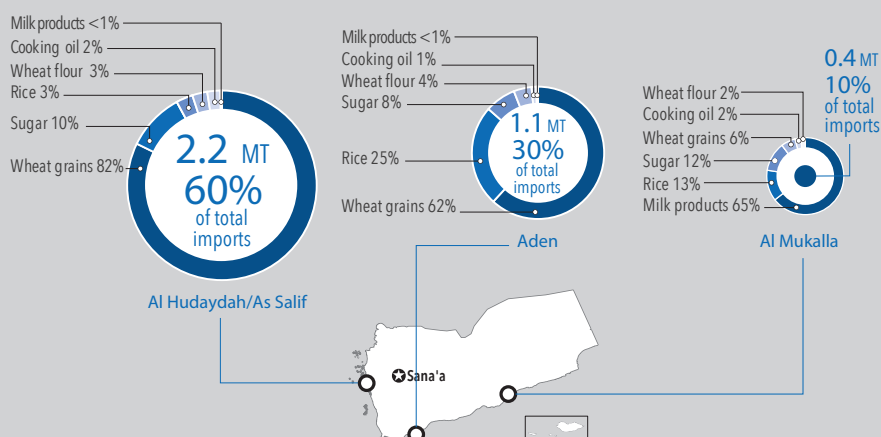 Milk products <1%
Cooking oil 2%
Wheat flour 3%
Rice 3%
Sugar 10%
Wheat grains 82%
2.2 MT
60%
of total
imports
Al Hudaydah/As Salif
Milk products <1%
Cooking oil 1%
Wheat flour 4%
Sugar 8%
Rice 25%
Wheat grains 62%
1.1 MT
30%
of total
imports
Aden
Wheat flour 2%
Cooking oil 2%
Wheat grains 6%
Sugar 12%
Rice 13%
Milk products 65%
0.4 MT
10%
of total
imports
Al Mukalla
Sana'a